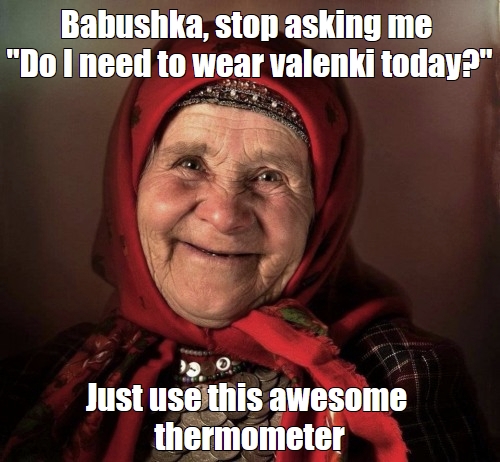 Babushka, stop asking me
"Do I need to wear valenki today?"
Just use this awesome
thermometer